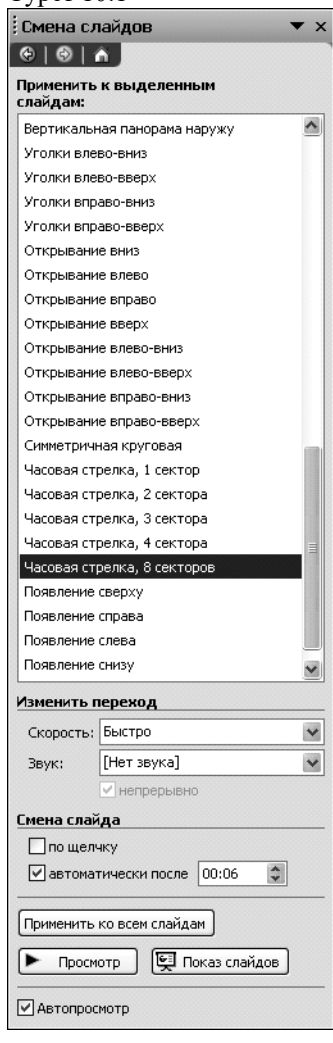 Смена слайдов
Применить к выделенным
слайдам:
Вертикальная панорама наружу
Уголки влево-вниз
Уголки влево-вверх
Уголки вправо-вниз
Уголки вправо-вверх
Открывание вниз
Открывание влево
Открывание вправо
Открывание вверх
Открывание влево-вниз
Открывание влево-вверх
Открывание вправо-вниз
Открывание вправо-вверх
Симметричная круговая
Часовая стрелка, 1 сектор
Часовая стрелка, 2 сектора
Часовая стрелка, 3 сектора
Часовая стрелка, 4 сектора
Часовая стрелка, 8 секторов
Появление сверху
Появление справа
Появление слева
Появление снизу
Изменить переход
Скорость: Быстро
Звук: [Нет звука]
непрерывно
Смена слайда
по щелчку
автоматически после 00:06
Применить ко всем слайдам
Просмотр Показ слайдов
Автопросмотр